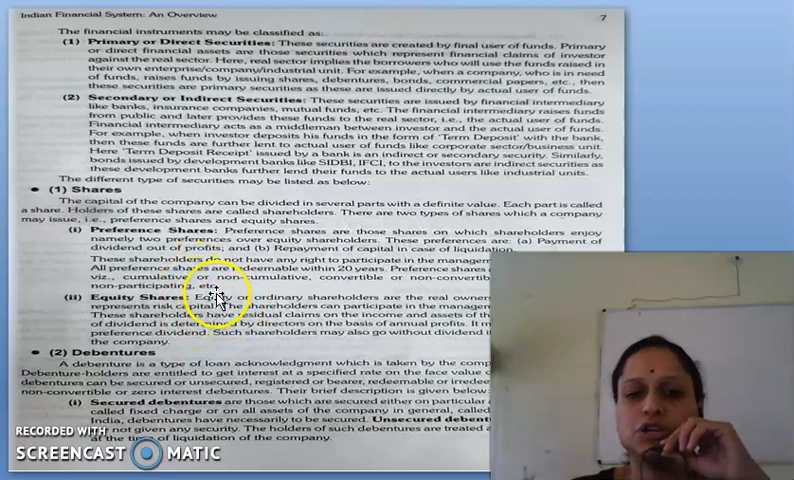 Indian Financial System: An Overview 7
The financial instruments may be classified as:
(1) Primary or Direct Securities: These securities are created by final user of funds. Primary
or direct financial assets are those securities which represent financial claims of investor
against the real sector. Here, real sector implies the borrowers who will use the funds raised in
their own enterprise/company/industrial unit. For example, when a company, who is in need
of funds, raises funds by issuing shares, debentures, bonds, commercial papers, etc., then
these securities are primary securities as these are issued directly by actual user of funds.
(2) Secondary or Indirect Securities: These securities are issued by financial intermediary
like banks, insurance companies, mutual funds, etc. The financial intermediary raises funds
from public and later provides these funds to the real sector, i.e., the actual user of funds.
Financial intermediary acts as a middleman between investor and the actual user of funds.
For example, when investor deposits his funds in the form of 'Term Deposit' with the bank,
then these funds are further lent to actual user of funds like corporate sector/business unit.
Here 'Term Deposit Receipt' issued by a bank is an indirect or secondary security. Similarly,
bonds issued by development banks like SIDBI, IFCI, to the investors are indirect securities as
these development banks further lend their funds to the actual users like industrial units.
The different type of securities may be listed as below:
• (1) Shares
The capital of the company can be divided in several parts with a definite value. Each part is called
a share. Holders of these shares are called shareholders. There are two types of shares which a company
may issue, i.e., preference shares and equity shares.
(i) Preference Shares: Preference shares are those shares on which shareholders enjoy
namely two preferences over equity shareholders. These preferences are: (a) Payment of
dividend out of profits; and (b) Repayment of capital in case of liquidation.
These shareholders do not have any right to participate in the manage
All preference shares are redeemable within 20 years. Preference shares
viz., cumulative or non-cumulative, convertible or non-convertib
non-participating, etc.
(ii) Equity Shares: Equity or ordinary shareholders are the real owners
represents risk capital. The shareholders can participate in the manage
These shareholders have residual claims on the income and assets of th
of dividend is determined by directors on the basis of annual profits. It m
preference dividend. Such shareholders may also go without dividend i
the company.
• (2) Debentures
A debenture is a type of loan acknowledgment which is taken by the comp
Debenture-holders are entitled to get interest at a specified rate on the face value o
debentures can be secured or unsecured, registered or bearer, redeemable or irredee
non-convertible or zero interest debentures. Their brief description is given below:
(i) Secured debentures are those which are secured either on particular a
called fixed charge or on all assets of the company in general, called
India, debentures have necessarily to be secured. Unsecured debent
not given any security. The holders of such debentures are treated a
at the time of liquidation of the company.
RECORDED WITH
SCREENCAST MATIC